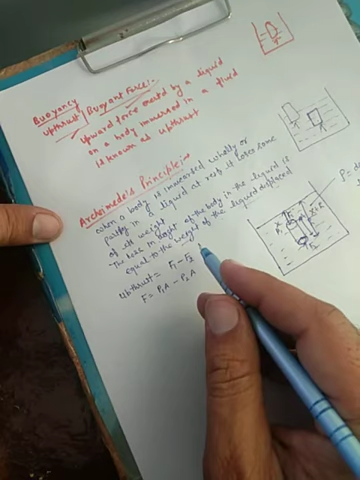 Buoyancy
upthrust / Buoyant Force:-
upward force exerted by a liquid
on a body immersed in a fluid
is known as upthrust
Archimede's Principle:-
When a body is immersed wholly or
partly in a liquid at rest, it loses some
of its weight.
The loss in weight of the body in the liquid is
equal to the weight of the liquid displaced
Upthrust = F1 - F2
F = P1A - P2A